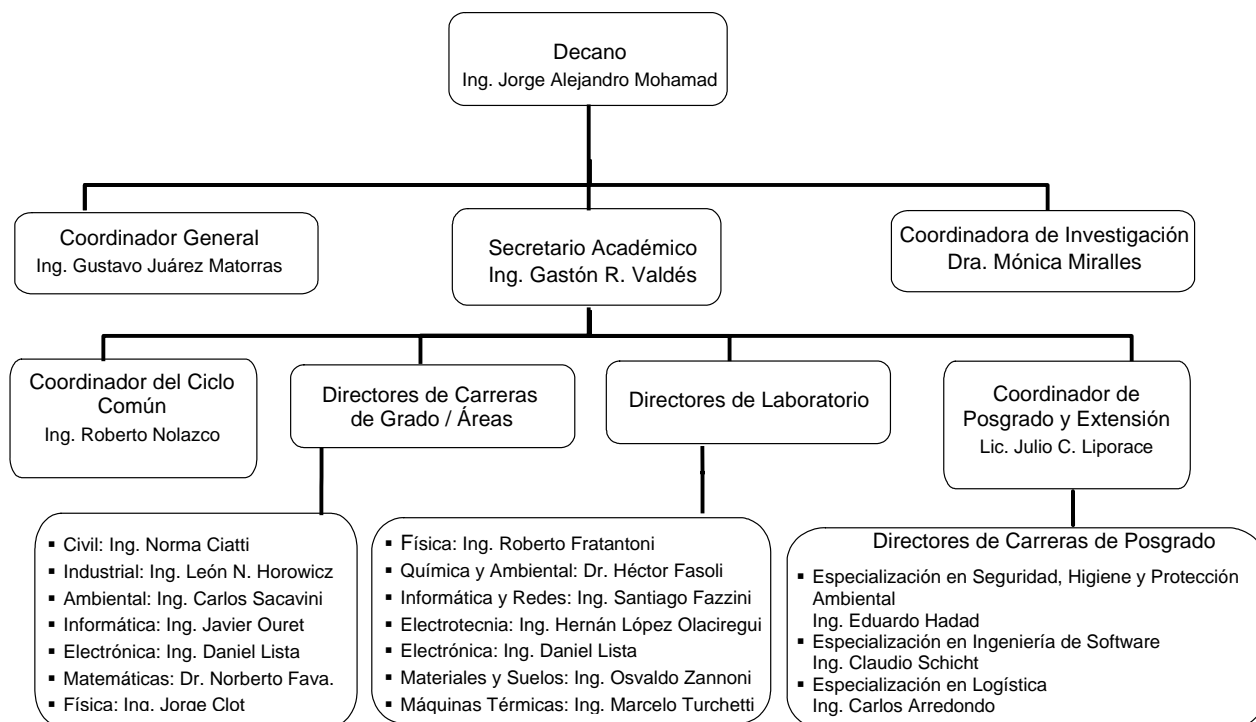 Decano
Ing. Jorge Alejandro Mohamad
Coordinador General
Ing. Gustavo Juárez Matorras
Secretario Académico
Ing. Gastón R. Valdés
Coordinadora de Investigación
Dra. Mónica Miralles
Coordinador del Ciclo
Común
Ing. Roberto Nolazco
Directores de Carreras
de Grado / Áreas
Directores de Laboratorio
Coordinador de
Posgrado y Extensión
Lic. Julio C. Liporace
▪ Civil: Ing. Norma Ciatti
▪ Industrial: Ing. León N. Horowicz
▪ Ambiental: Ing. Carlos Sacavini
▪ Informática: Ing. Javier Ouret
▪ Electrónica: Ing. Daniel Lista
▪ Matemáticas: Dr. Norberto Fava.
▪ Física: Ing. Jorge Clot
▪ Física: Ing. Roberto Fratantoni
▪ Química y Ambiental: Dr. Héctor Fasoli
▪ Informática y Redes: Ing. Santiago Fazzini
▪ Electrotecnia: Ing. Hernán López Olaciregui
▪ Electrónica: Ing. Daniel Lista
▪ Materiales y Suelos: Ing. Osvaldo Zannoni
▪ Máquinas Térmicas: Ing. Marcelo Turchetti
Directores de Carreras de Posgrado
▪ Especialización en Seguridad, Higiene y Protección
Ambiental
Ing. Eduardo Hadad
▪ Especialización en Ingeniería de Software
Ing. Claudio Schicht
▪ Especialización en Logística
Ing. Carlos Arredondo